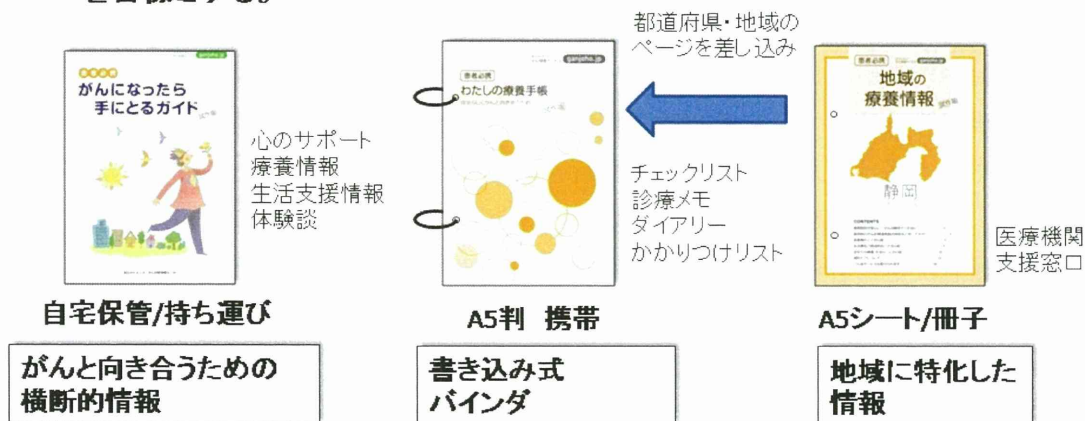 都道府県・地域の
ページを差し込み
ganjoho.jp
患者必携
がんになったら
手にとるガイド
心のサポート
療養情報
生活支援情報
体験談
自宅保管/持ち運び
がんと向き合うための
横断的情報
ganjoho.jp
患者必携
わたしの療養手帳
チェックリスト
診療メモ
ダイアリー
かかりつけリスト
A5判 携帯
書き込み式
バインダ
患者必携
ganjoho.jp
地域の
療養情報
静岡
CONTENTS
医療機関
支援窓口
A5シート/冊子
地域に特化した
情報